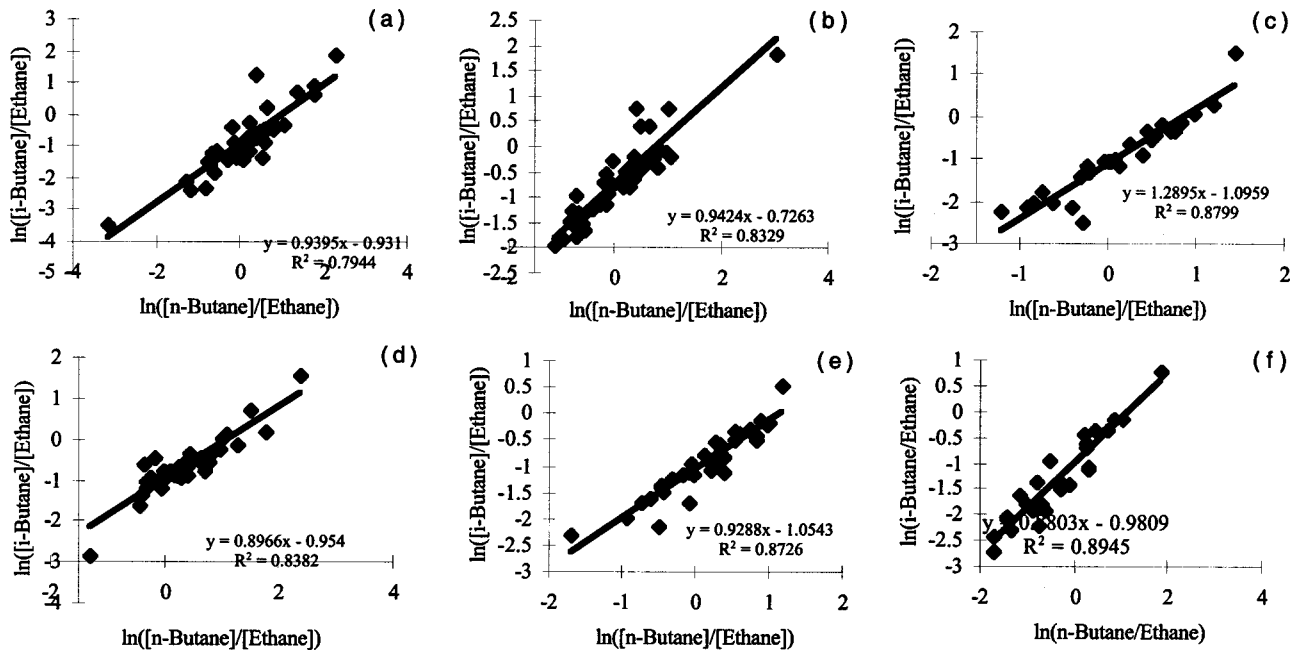 (a)
ln([i-Butane]/[Ethane])
3
2
1
0
-1
-2
-3
-4
-5
y = 0.9395x - 0.931
R² = 0.7944
-4 -2 0 2 4
ln([n-Butane]/[Ethane])
(b)
ln([i-Butane]/[Ethane])
2.5
2
1.5
1
0.5
0
-0.5
-1
-1.5
-2
-2.5
y = 0.9424x - 0.7263
R² = 0.8329
-2 0 2 4
ln([n-Butane]/[Ethane])
(c)
ln([i-Butane]/[Ethane])
2
1
0
-1
-2
-3
y = 1.2895x - 1.0959
R² = 0.8799
-2 -1 0 1 2
ln([n-Butane]/[Ethane])
(d)
ln([i-Butane]/[Ethane])
2
1
0
-1
-2
-3
-4
y = 0.8966x - 0.954
R² = 0.8382
-2 0 2 4
ln([n-Butane]/[Ethane])
(e)
ln([i-Butane]/[Ethane])
1
0.5
0
-0.5
-1
-1.5
-2
-2.5
-3
y = 0.9288x - 1.0543
R² = 0.8726
-2 -1 0 1 2
ln([n-Butane]/[Ethane])
(f)
ln(i-Butane/Ethane)
1
0.5
0
-0.5
-1
-1.5
-2
-2.5
-3
y - 0.9809
R² = 0.8945
-2 0 2 4
ln(n-Butane/Ethane)